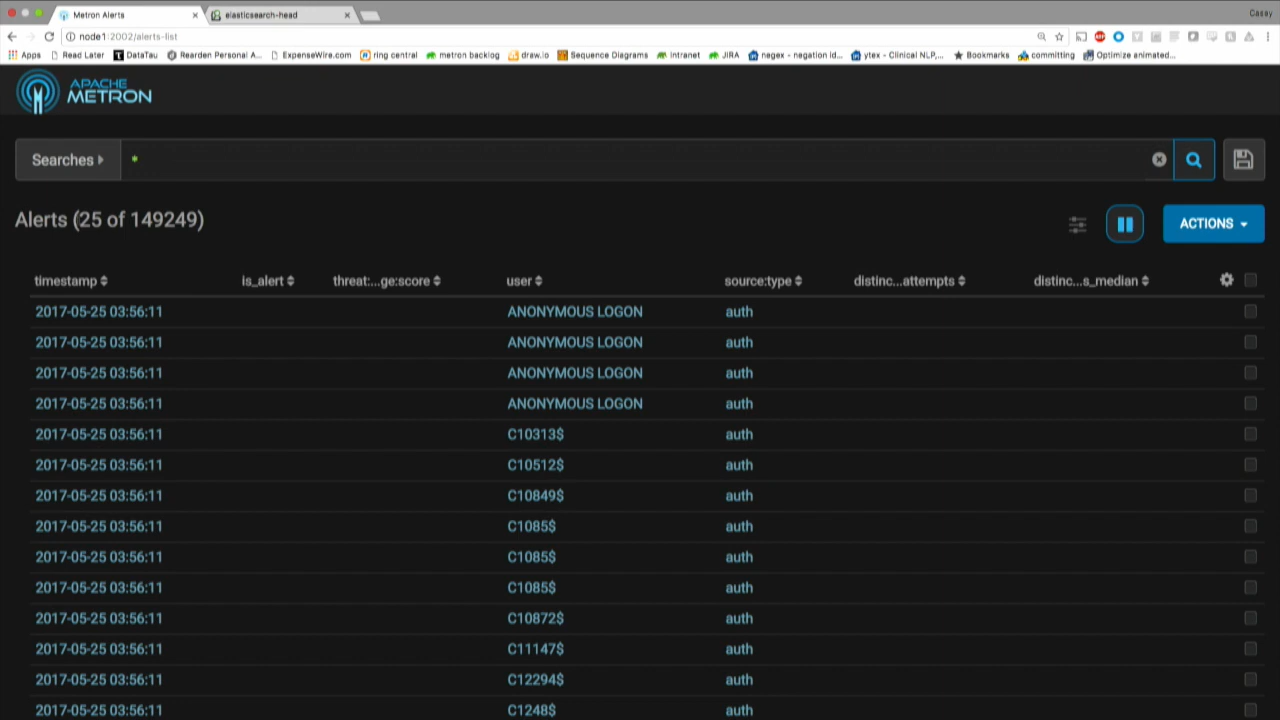 Metron Alerts
elasticsearch-head
Casey
node1:2002/alerts-list
Apps Read Later DataTau Rearden Personal A... ExpenseWire.com ring central metron backlog draw.io Sequence Diagrams Intranet JIRA negex - negation id... ytex - Clinical NLP,... Bookmarks committing Optimize animated...
APACHE
METRON
Searches *
Alerts (25 of 149249)
ACTIONS
timestamp is_alert threat:...ge:score user source:type distinc...attempts distinc...s_median
2017-05-25 03:56:11 ANONYMOUS LOGON auth
2017-05-25 03:56:11 ANONYMOUS LOGON auth
2017-05-25 03:56:11 ANONYMOUS LOGON auth
2017-05-25 03:56:11 ANONYMOUS LOGON auth
2017-05-25 03:56:11 C10313$ auth
2017-05-25 03:56:11 C10512$ auth
2017-05-25 03:56:11 C10849$ auth
2017-05-25 03:56:11 C1085$ auth
2017-05-25 03:56:11 C1085$ auth
2017-05-25 03:56:11 C1085$ auth
2017-05-25 03:56:11 C10872$ auth
2017-05-25 03:56:11 C11147$ auth
2017-05-25 03:56:11 C12294$ auth
2017-05-25 03:56:11 C1248$ auth